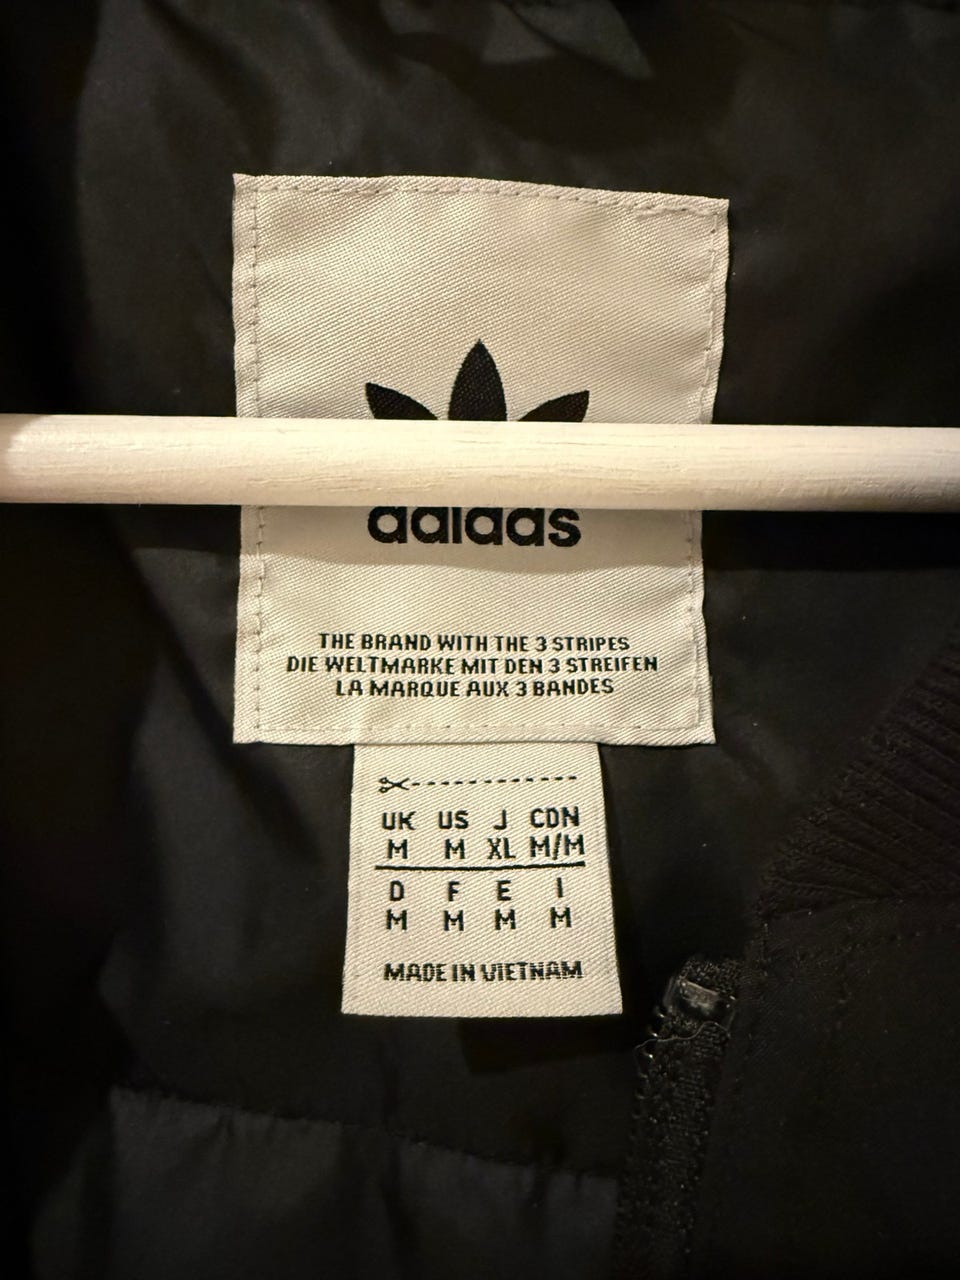 adidas
THE BRAND WITH THE 3 STRIPES
DIE WELTMARKE MIT DEN 3 STREIFEN
LA MARQUE AUX 3 BANDES
UK US J CDN
M M XL M/M
D F E I
M M M M
MADE IN VIETNAM